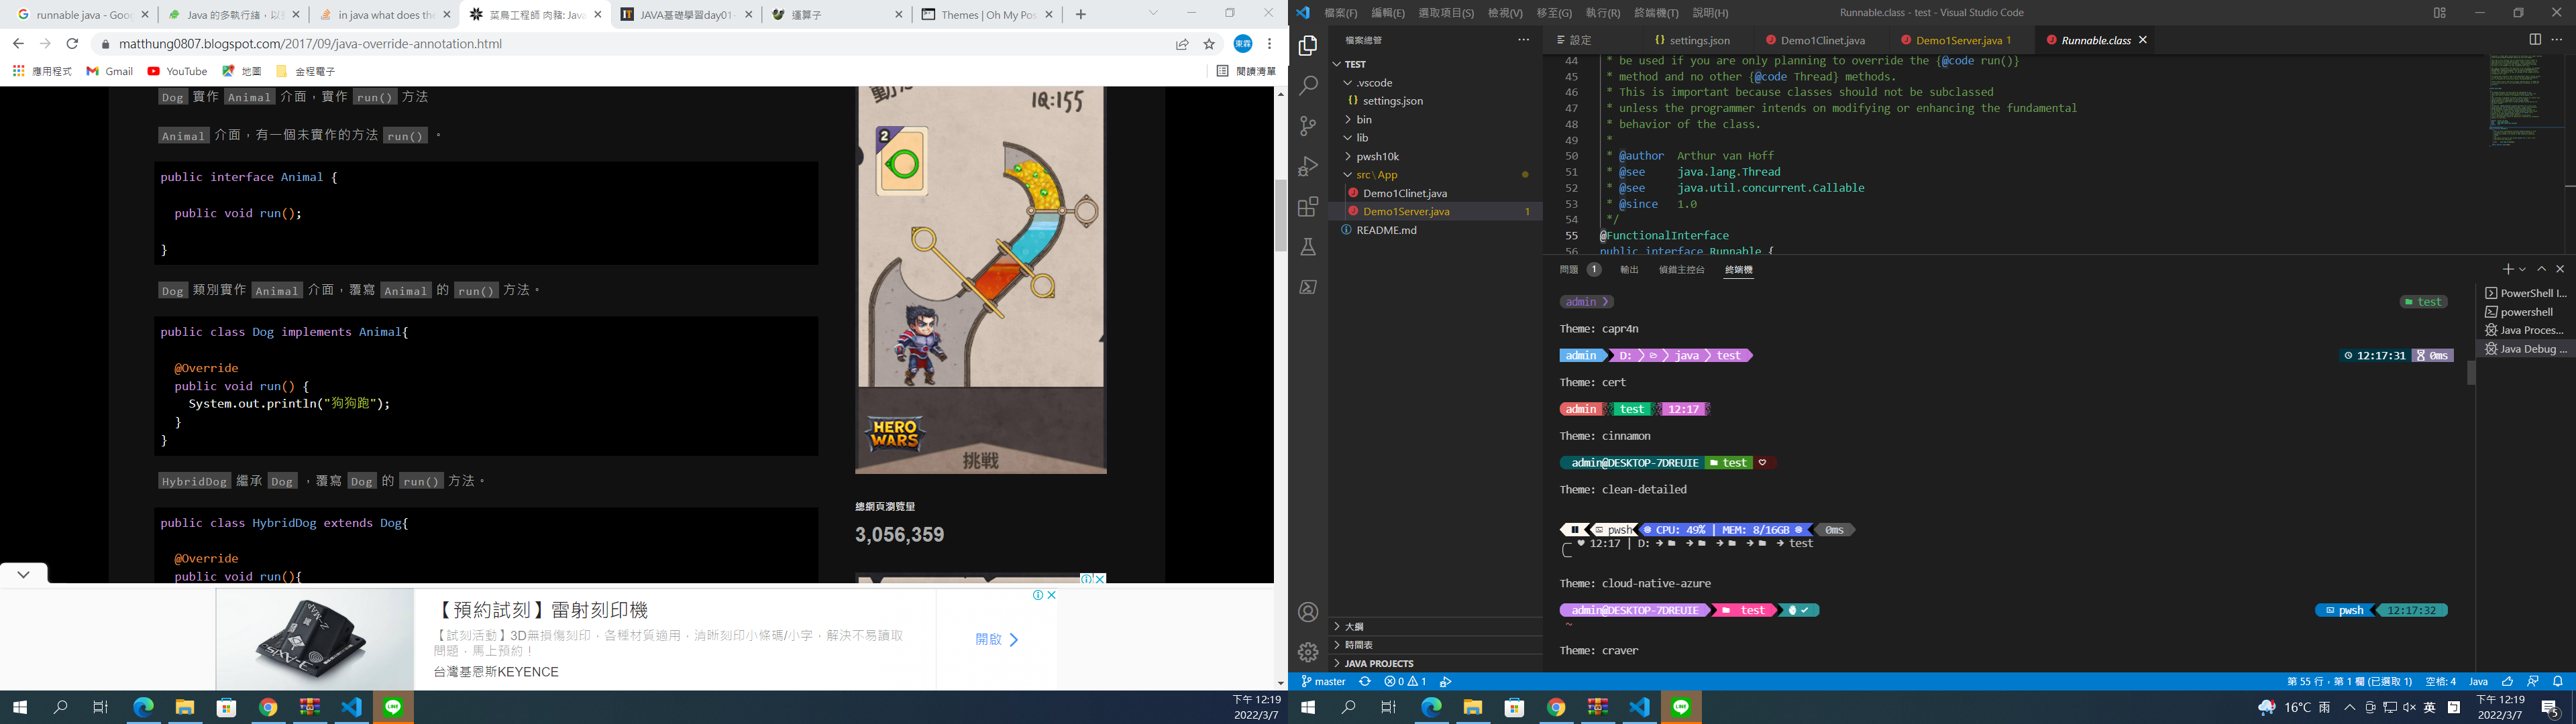 runnable java - Goog
Java 的多執行緒，以
in java what does the
菜鳥工程師 肉豬: Java
JAVA基礎學習day01-
運算子
Themes | Oh My Pos
matthung0807.blogspot.com/2017/09/java-override-annotation.html
東霖
應用程式
Gmail
YouTube
地圖
金程電子
閱讀清單
Dog 實作 Animal 介面，實作 run() 方法
Animal 介面，有一個未實作的方法 run() 。
public interface Animal {
public void run();
}
Dog 類別實作 Animal 介面，覆寫 Animal 的 run() 方法。
public class Dog implements Animal{
@Override
public void run() {
System.out.println("狗狗跑");
}
}
HybridDog 繼承 Dog ，覆寫 Dog 的 run() 方法。
public class HybridDog extends Dog{
@Override
public void run(){
IQ:155
2
HERO
WARS
挑戦
總網頁瀏覽量
3,056,359
【預約試刻】雷射刻印機
【試刻活動】3D無損傷刻印，各種材質適用，清晰刻印小條碼/小字，解決不易讀取
問題，馬上預約！
台灣基恩斯KEYENCE
開啟
下午 12:19
2022/3/7
檔案(F)
編輯(E)
選取項目(S)
檢視(V)
移至(G)
執行(R)
終端機(T)
說明(H)
Runnable.class - test - Visual Studio Code
檔案總管
TEST
.vscode
settings.json
bin
lib
pwsh10k
src\App
Demo1Clinet.java
Demo1Server.java 1
README.md
大綱
時間表
JAVA PROJECTS
設定
settings.json
Demo1Clinet.java
Demo1Server.java 1
Runnable.class
44 * be used if you are only planning to override the {@code run()}
45 * method and no other {@code Thread} methods.
46 * This is important because classes should not be subclassed
47 * unless the programmer intends on modifying or enhancing the fundamental
48 * behavior of the class.
49 *
50 * @author Arthur van Hoff
51 * @see java.lang.Thread
52 * @see java.util.concurrent.Callable
53 * @since 1.0
54 */
55 @FunctionalInterface
56 public interface Runnable {
問題 1
輸出
偵錯主控台
終端機
admin
test
Theme: capr4n
admin D: java test
12:17:31 0ms
Theme: cert
admin test 12:17
Theme: cinnamon
admin@DESKTOP-7DREUIE test
Theme: clean-detailed
pwsh CPU: 49% | MEM: 8/16GB 0ms
12:17 | D: → → → → → test
Theme: cloud-native-azure
admin@DESKTOP-7DREUIE test
pwsh 12:17:32
~
Theme: craver
PowerShell I...
powershell
Java Proces...
Java Debug ...
master
0 1
第 55 行，第 1 欄 (已選取 1)
空格: 4
Java
16°C 雨
英
下午 12:19
2022/3/7
5